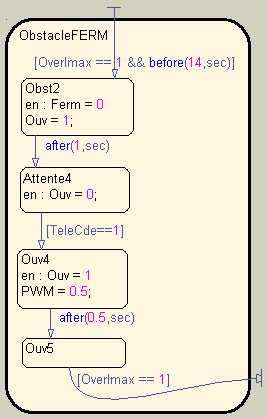 ObstacleFERM
[OverImax == 1 && before(14,sec)]
Obst2
en : Ferm = 0
Ouv = 1;
after(1,sec)
Attente4
en : Ouv = 0;
[TeleCde==1]
Ouv4
en : Ouv = 1
PWM = 0.5;
after(0.5,sec)
Ouv5
[OverImax == 1]